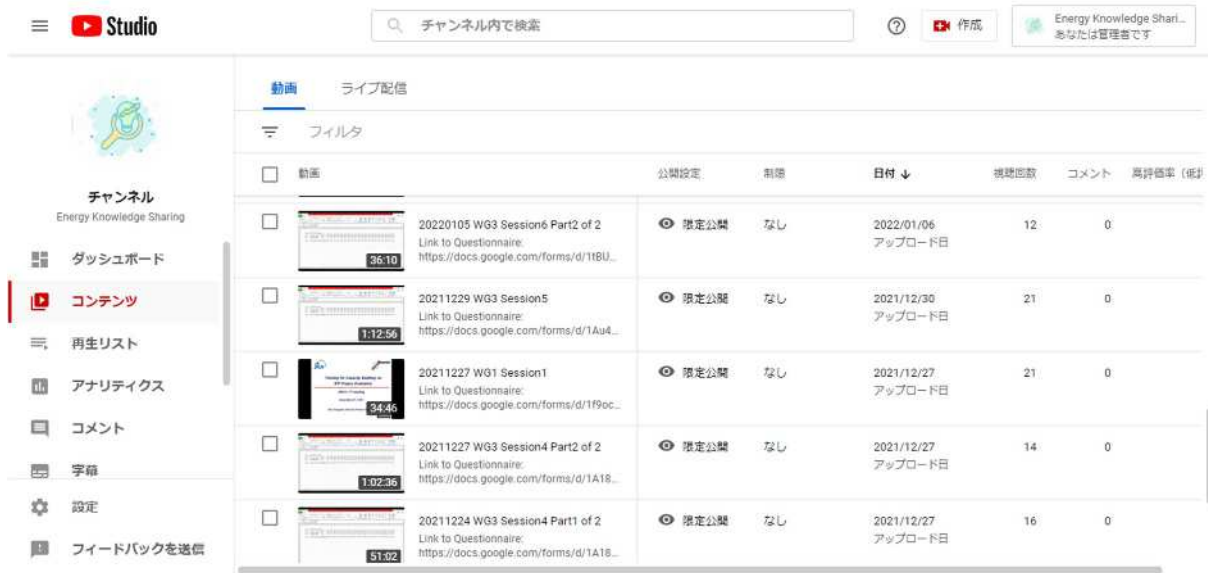 Studio
チャンネル内で検索
作成
Energy Knowledge Shari...
あなたは管理者です
動画 ライブ配信
フィルタ
チャンネル
Energy Knowledge Sharing
ダッシュボード
コンテンツ
再生リスト
アナリティクス
コメント
字幕
設定
フィードバックを送信
動画 公開設定 制限 日付 ↓ 視聴回数 コメント 高評価率（低評
20220105 WG3 Session6 Part2 of 2 限定公開 なし 2022/01/06 12 0
Link to Questionnaire: アップロード日
36:10 https://docs.google.com/forms/d/1tBU...
20211229 WG3 Session5 限定公開 なし 2021/12/30 21 0
Link to Questionnaire: アップロード日
1:12:56 https://docs.google.com/forms/d/1Au4...
20211227 WG1 Session1 限定公開 なし 2021/12/27 21 0
Link to Questionnaire: アップロード日
34:46 https://docs.google.com/forms/d/1f9oc...
20211227 WG3 Session4 Part2 of 2 限定公開 なし 2021/12/27 14 0
Link to Questionnaire: アップロード日
1:02:36 https://docs.google.com/forms/d/1A18...
20211224 WG3 Session4 Part1 of 2 限定公開 なし 2021/12/27 16 0
Link to Questionnaire: アップロード日
51:02 https://docs.google.com/forms/d/1A18...